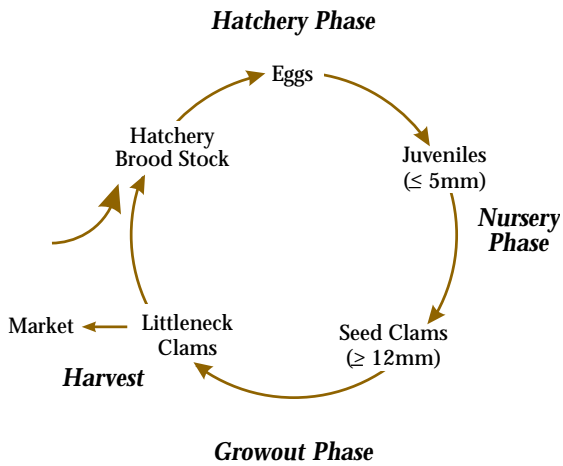 Hatchery Phase
Eggs
Hatchery
Brood Stock
Juveniles
(≤ 5mm)
Nursery
Phase
Market
Littleneck
Clams
Seed Clams
(≥ 12mm)
Harvest
Growout Phase